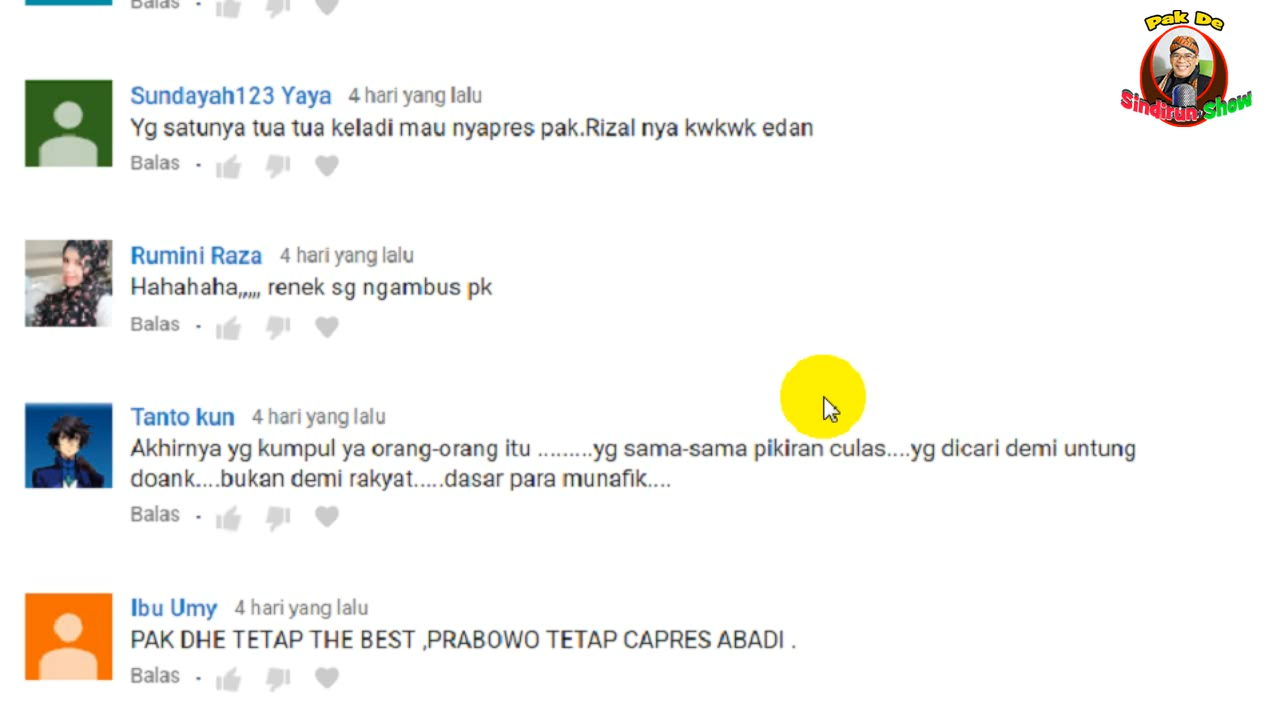 Balas
Pak De
Sindirun Show
Sundayah123 Yaya 4 hari yang lalu
Yg satunya tua tua keladi mau nyapres pak.Rizal nya kwkwk edan
Balas
Rumini Raza 4 hari yang lalu
Hahahaha,,,,, renek sg ngambus pk
Balas
Tanto kun 4 hari yang lalu
Akhirnya yg kumpul ya orang-orang itu .........yg sama-sama pikiran culas....yg dicari demi untung
doank....bukan demi rakyat.....dasar para munafik....
Balas
Ibu Umy 4 hari yang lalu
PAK DHE TETAP THE BEST ,PRABOWO TETAP CAPRES ABADI .
Balas